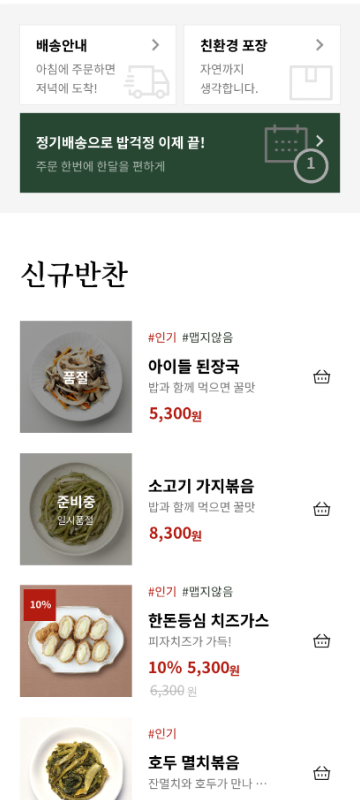 배송안내
아침에 주문하면
저녁에 도착!
친환경 포장
자연까지
생각합니다.
정기배송으로 밥걱정 이제 끝!
주문 한번에 한달을 편하게
1
신규반찬
품절
#인기 #맵지않음
아이들 된장국
밥과 함께 먹으면 꿀맛
5,300원
준비중
일시품절
소고기 가지볶음
밥과 함께 먹으면 꿀맛
8,300원
10%
#인기 #맵지않음
한돈등심 치즈가스
피자치즈가 가득!
10% 5,300원
6,300 원
#인기
호두 멸치볶음
잔멸치와 호두가 만나 ···